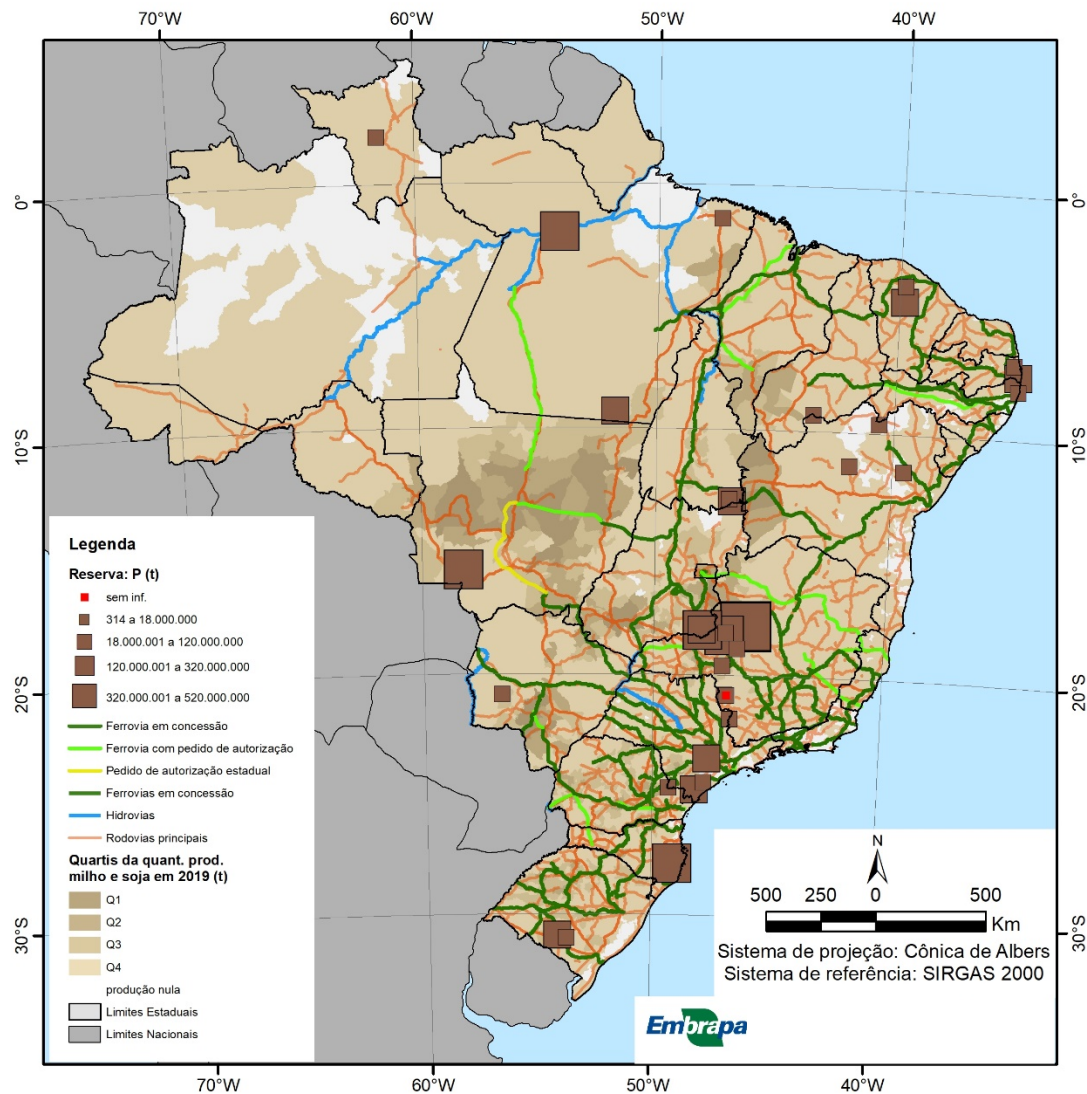 70°W 60°W 50°W 40°W
0° 0°
10°S 10°S
20°S 20°S
30°S 30°S
Legenda
Reserva: P (t)
sem inf.
314 a 18.000.000
18.000.001 a 120.000.000
120.000.001 a 320.000.000
320.000.001 a 520.000.000
Ferrovia em concessão
Ferrovia com pedido de autorização
Pedido de autorização estadual
Ferrovias em concessão
Hidrovias
Rodovias principais
Quartis da quant. prod.
milho e soja em 2019 (t)
Q1
Q2
Q3
Q4
produção nula
Limites Estaduais
Limites Nacionais
N
500 250 0 500
Km
Sistema de projeção: Cônica de Albers
Sistema de referência: SIRGAS 2000
Embrapa
70°W 60°W 50°W 40°W